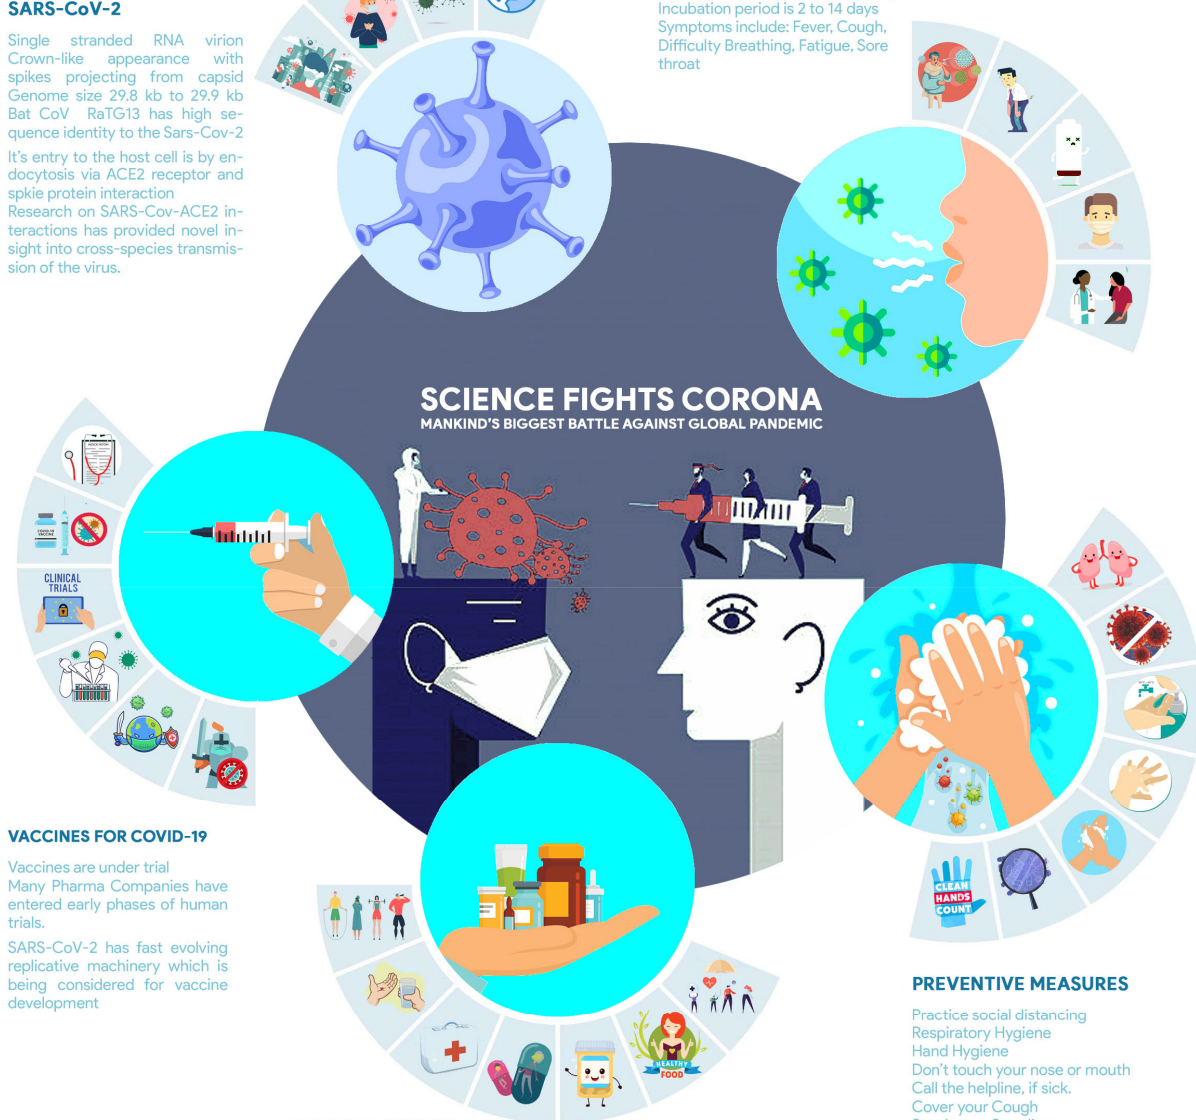 SARS-CoV-2
Single stranded RNA virion
Crown-like appearance with
spikes projecting from capsid
Genome size 29.8 kb to 29.9 kb
Bat CoV RaTG13 has high se-
quence identity to the Sars-Cov-2
It's entry to the host cell is by en-
docytosis via ACE2 receptor and
spkie protein interaction
Research on SARS-Cov-ACE2 in-
teractions has provided novel in-
sight into cross-species transmis-
sion of the virus.
Incubation period is 2 to 14 days
Symptoms include: Fever, Cough,
Difficulty Breathing, Fatigue, Sore
throat
SCIENCE FIGHTS CORONA
MANKIND'S BIGGEST BATTLE AGAINST GLOBAL PANDEMIC
COVID-19
VACCINE
CLINICAL
TRIALS
VACCINES FOR COVID-19
Vaccines are under trial
Many Pharma Companies have
entered early phases of human
trials.
SARS-CoV-2 has fast evolving
replicative machinery which is
being considered for vaccine
development
HEALTHY
FOOD
CLEAN
HANDS
COUNT
PREVENTIVE MEASURES
Practice social distancing
Respiratory Hygiene
Hand Hygiene
Don't touch your nose or mouth
Call the helpline, if sick.
Cover your Cough